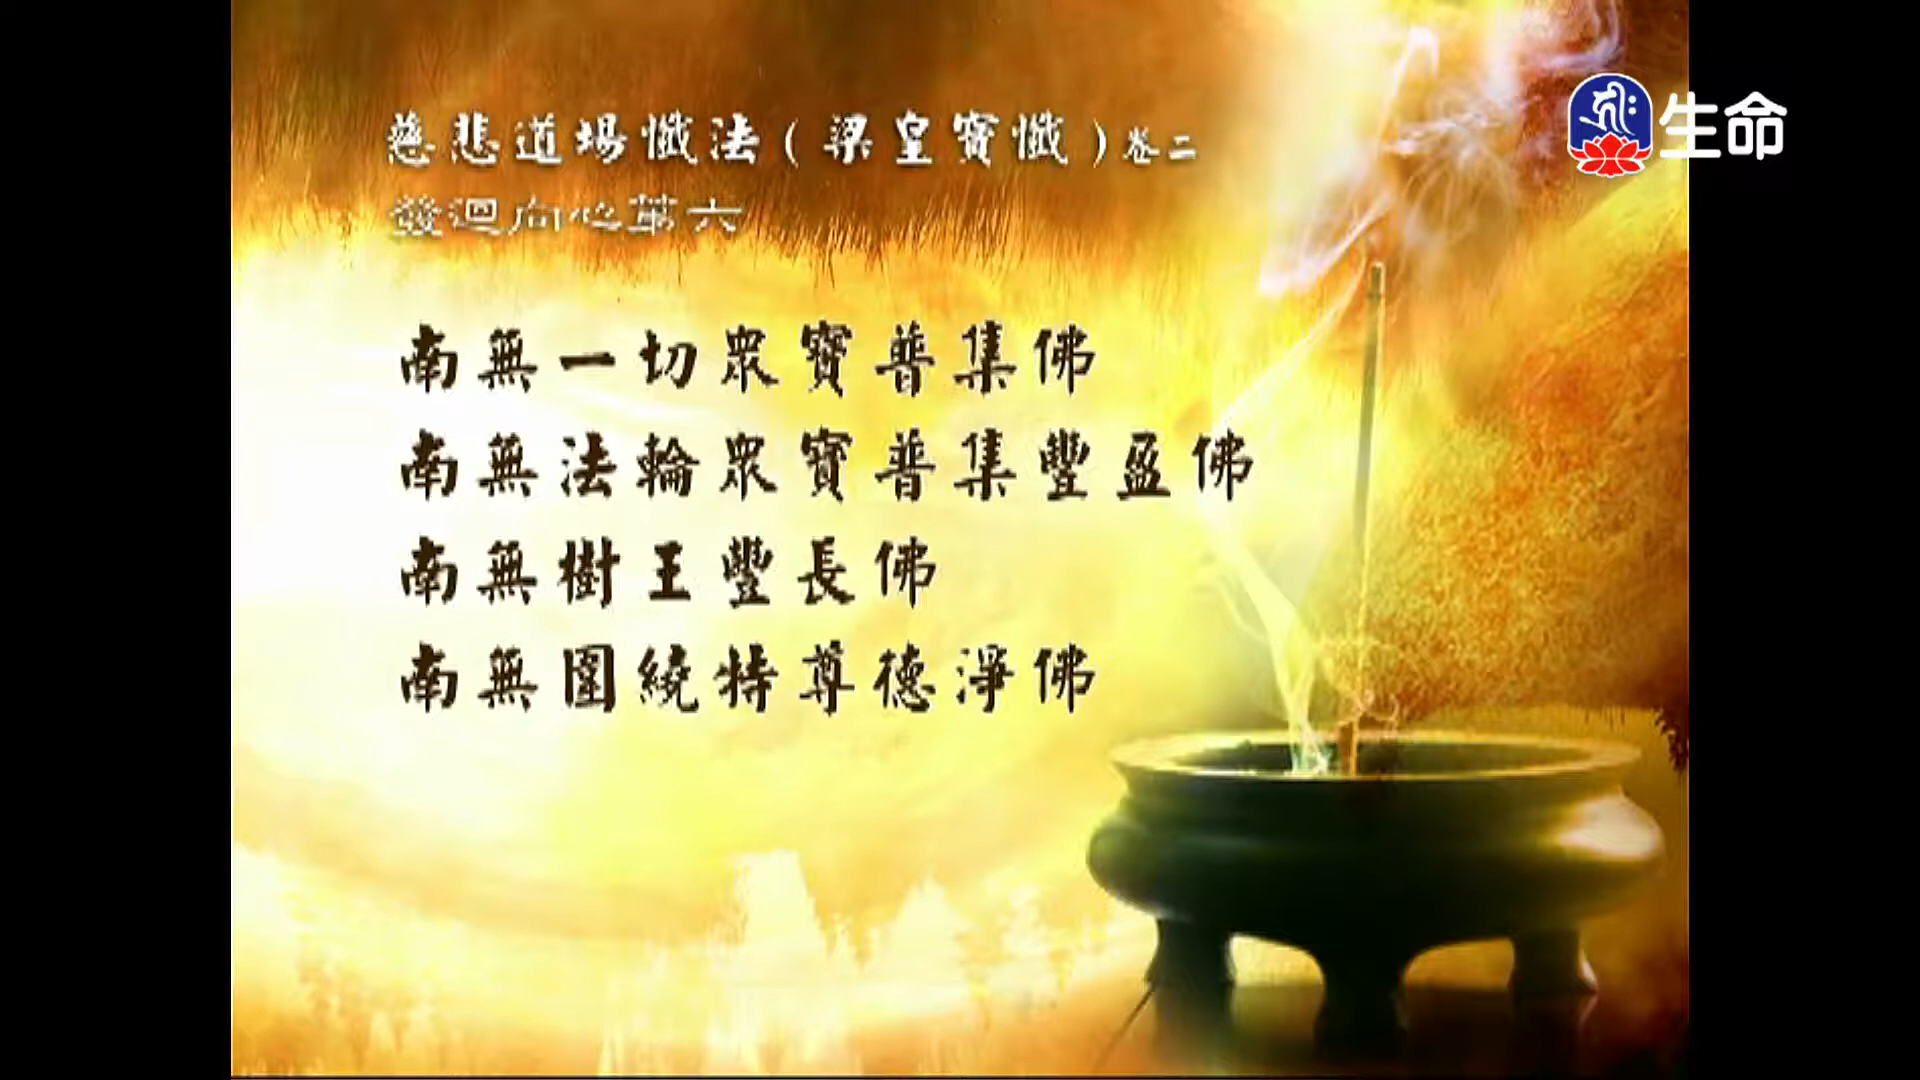 慈悲道場懺法(梁皇寶懺)卷二
發迴向心第六
南無一切眾寶普集佛
南無法輪眾寶普集豐盈佛
南無樹王豐長佛
南無圍繞特尊德淨佛
生命